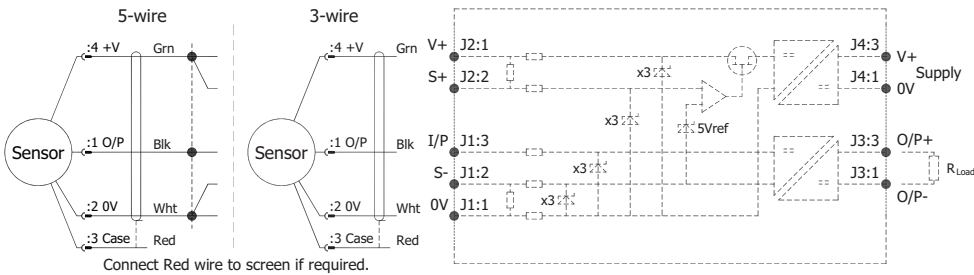 5-wire
3-wire
:4 +V Grn
:1 O/P Blk
Sensor
:2 0V Wht
:3 Case Red
:4 +V Grn
:1 O/P Blk
Sensor
:2 0V Wht
:3 Case Red
Connect Red wire to screen if required.
V+ J2:1
S+ J2:2
I/P J1:3
S- J1:2
0V J1:1
x3
x3
5Vref
x3
x3
J4:3 V+
Supply
J4:1 0V
J3:3 O/P+
RLoad
J3:1 O/P-